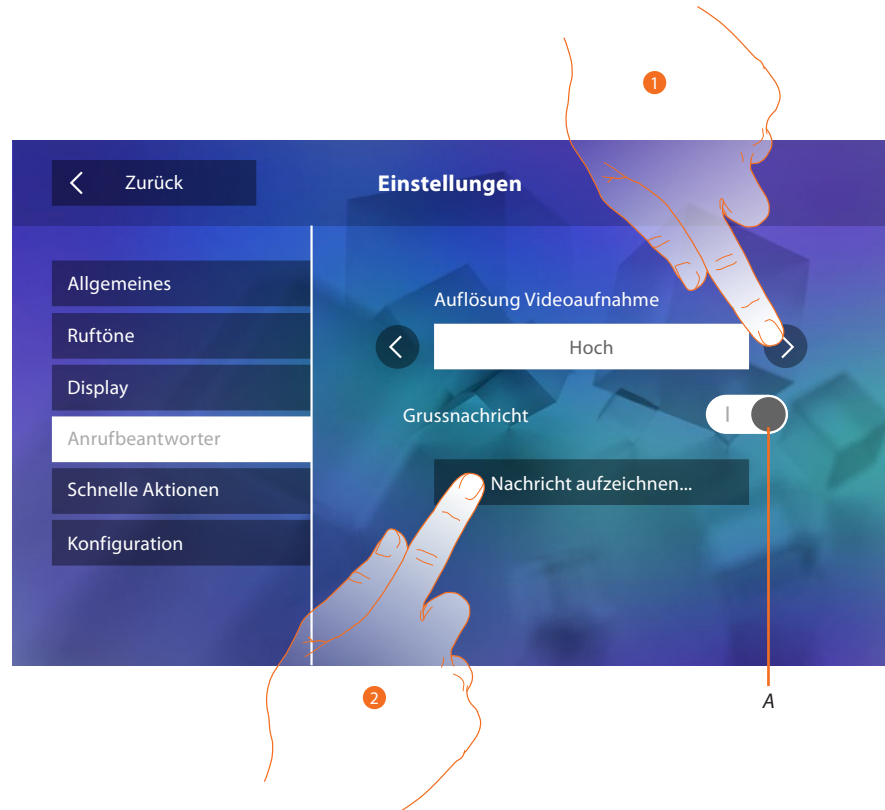 1
Zurück
Einstellungen
Allgemeines
Ruftöne
Display
Anrufbeantworter
Schnelle Aktionen
Konfiguration
Auflösung Videoaufnahme
Hoch
Grussnachricht
Nachricht aufzeichnen...
2
A